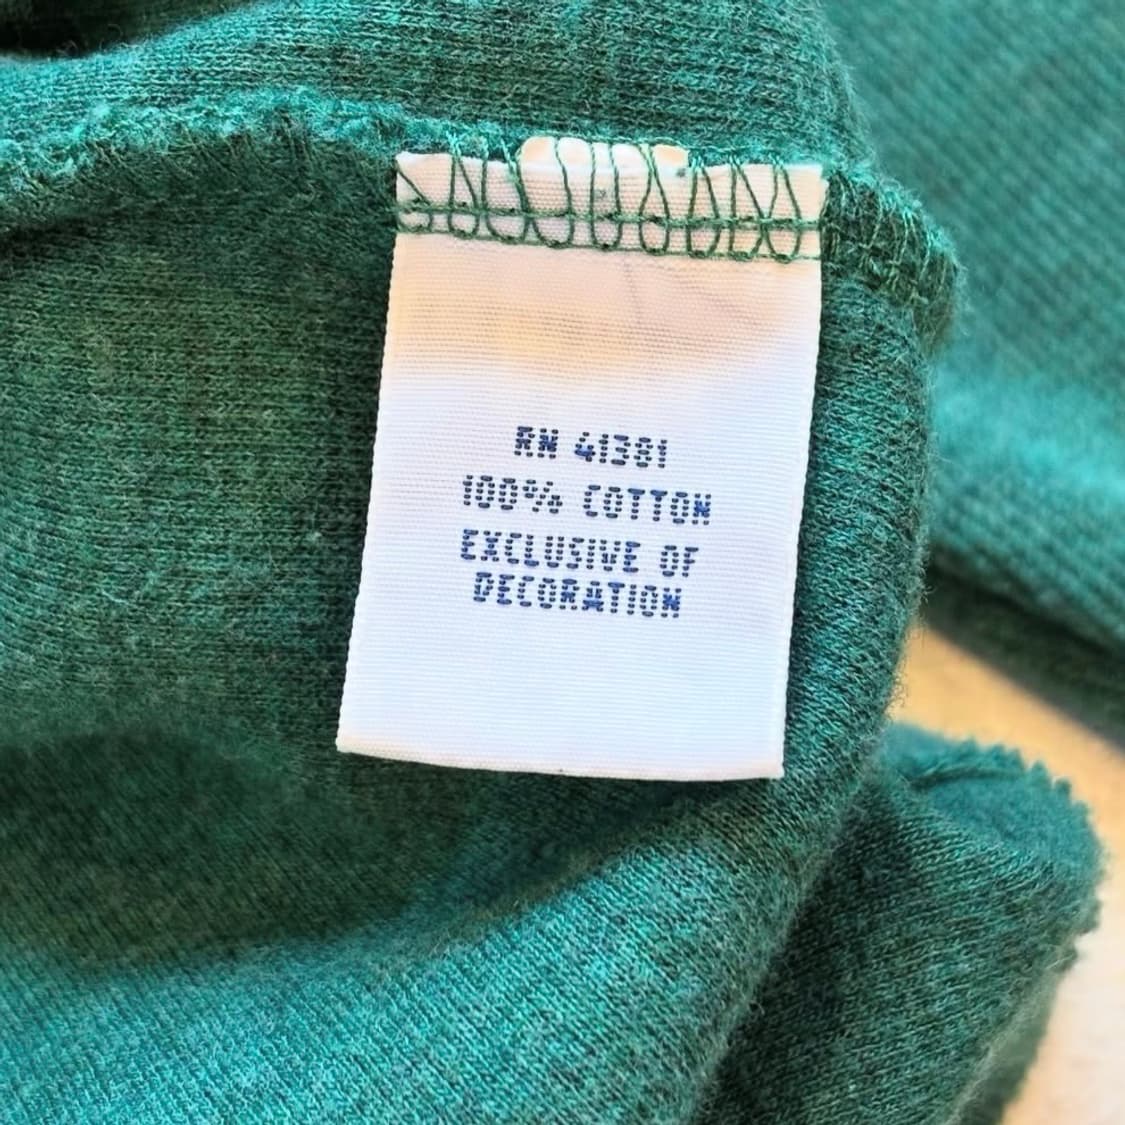 RN 41381
100% COTTON
EXCLUSIVE OF
DECORATION